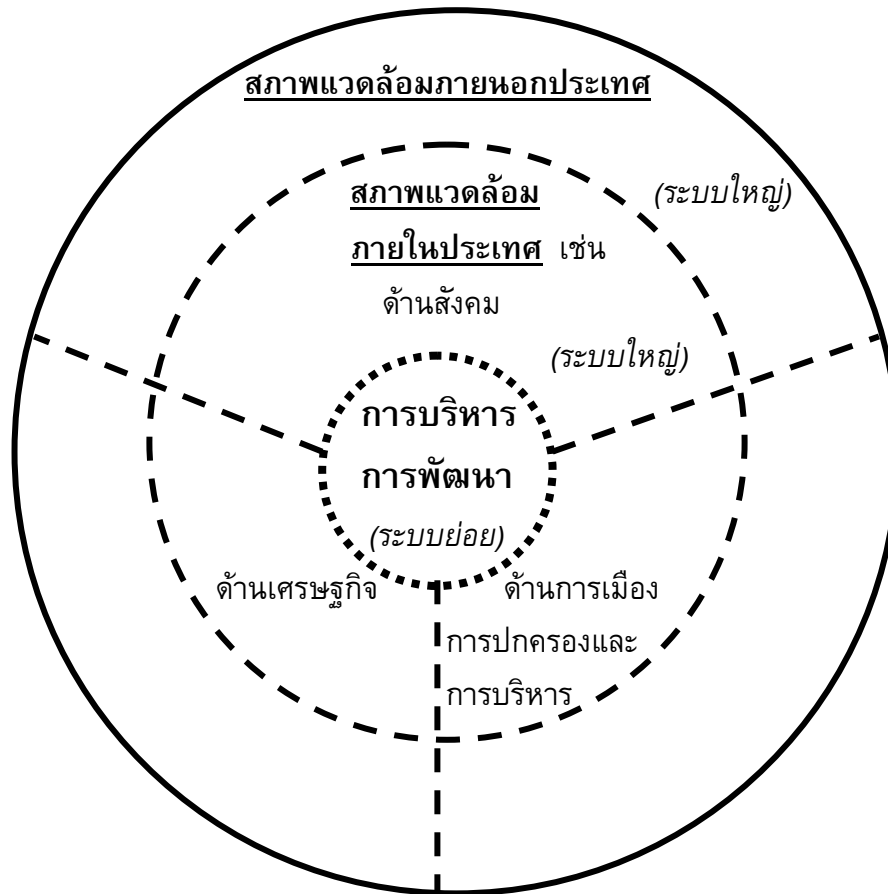 สภาพแวดล้อมภายนอกประเทศ
สภาพแวดล้อม
(ระบบใหญ่)
ภายในประเทศ เช่น
ด้านสังคม
(ระบบใหญ่)
การบริหาร
การพัฒนา
(ระบบย่อย)
ด้านเศรษฐกิจ
ด้านการเมือง
การปกครองและ
การบริหาร